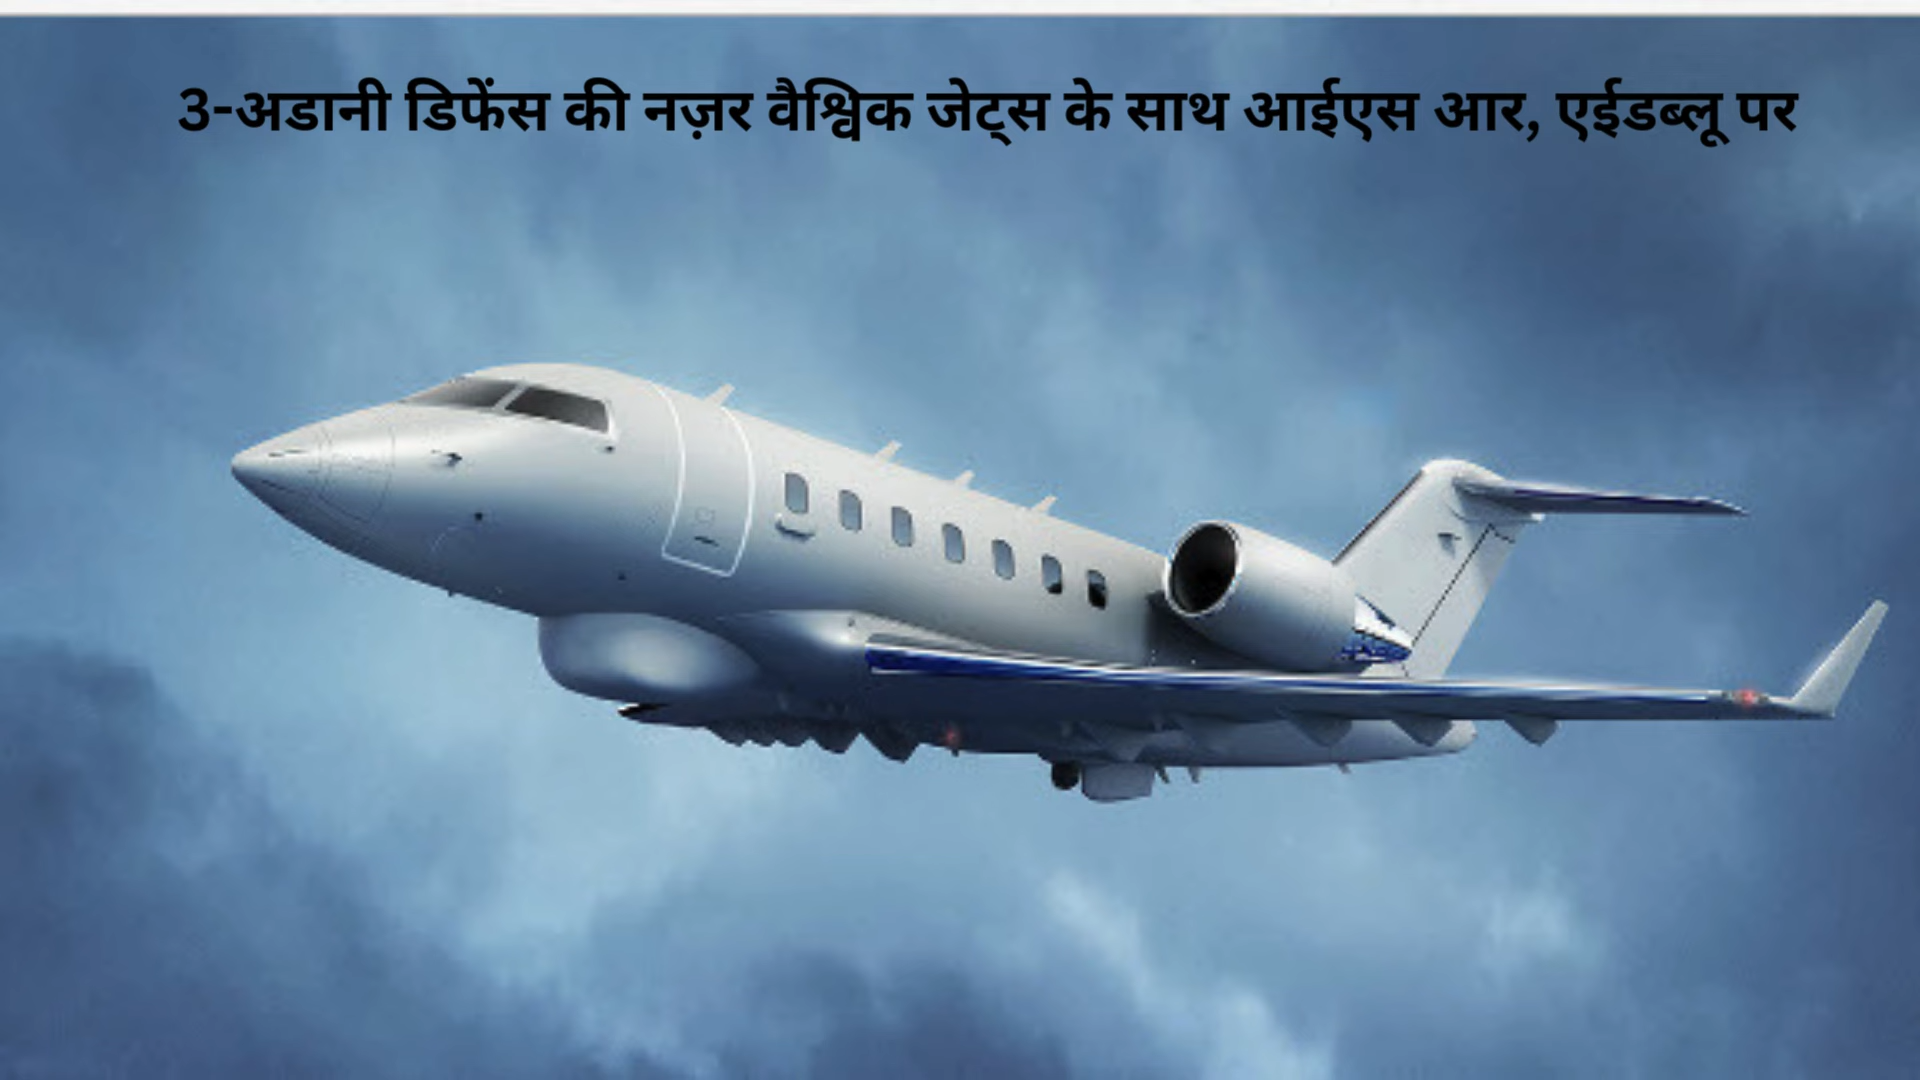 3-अडानी डिफेंस की नज़र वैश्विक जेट्स के साथ आईएस आर, एईडब्लू पर